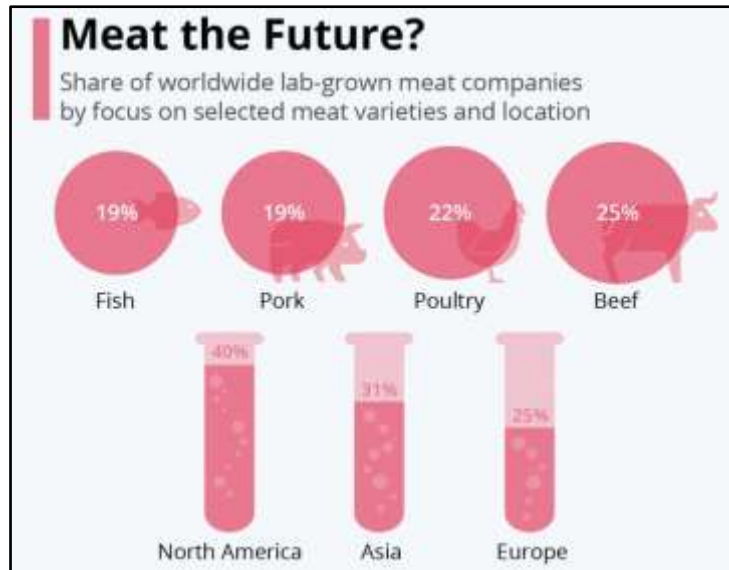 Meat the Future?
Share of worldwide lab-grown meat companies
by focus on selected meat varieties and location
19% 19% 22% 25%
Fish Pork Poultry Beef
40% 31% 25%
North America Asia Europe